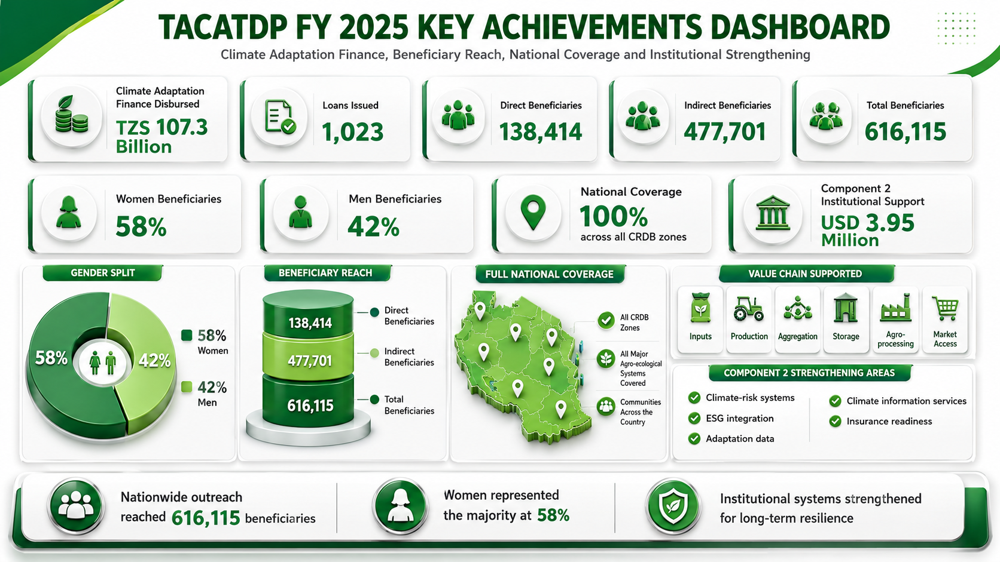 TACATDP FY 2025 KEY ACHIEVEMENTS DASHBOARD
Climate Adaptation Finance, Beneficiary Reach, National Coverage and Institutional Strengthening
Climate Adaptation
Finance Disbursed
TZS 107.3
Billion
Loans Issued
1,023
Direct Beneficiaries
138,414
Indirect Beneficiaries
477,701
Total Beneficiaries
616,115
Women Beneficiaries
58%
Men Beneficiaries
42%
National Coverage
100%
across all CRDB zones
Component 2
Institutional Support
USD 3.95
Million
GENDER SPLIT
58%
42%
58%
Women
42%
Men
BENEFICIARY REACH
138,414
477,701
616,115
Direct
Beneficiaries
Indirect
Beneficiaries
Total
Beneficiaries
FULL NATIONAL COVERAGE
All CRDB
Zones
All Major
Agro-ecological
Systems
Covered
Communities
Across the
Country
VALUE CHAIN SUPPORTED
Inputs
Production
Aggregation
Storage
Agro-
processing
Market
Access
COMPONENT 2 STRENGTHENING AREAS
Climate-risk systems
ESG integration
Adaptation data
Climate information services
Insurance readiness
Nationwide outreach
reached 616,115 beneficiaries
Women represented
the majority at 58%
Institutional systems strengthened
for long-term resilience